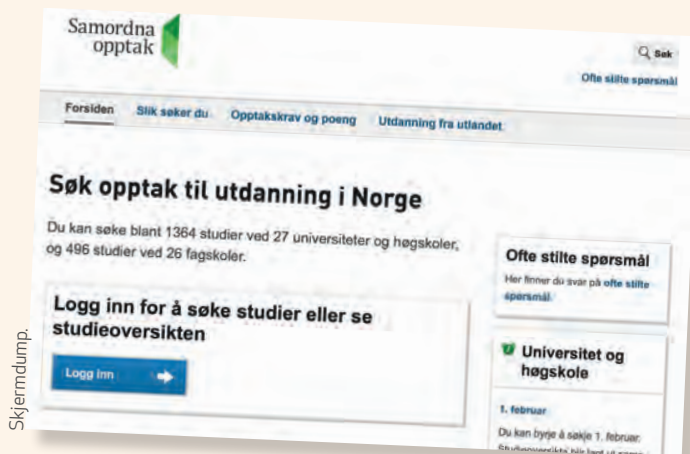 Samordna
opptak
Søk
Ofte stilte spørsmål
Forsiden Slik søker du Opptakskrav og poeng Utdanning fra utlandet
Søk opptak til utdanning i Norge
Du kan søke blant 1364 studier ved 27 universiteter og høgskoler,
og 496 studier ved 26 fagskoler.
Logg inn for å søke studier eller se
studieoversikten
Logg inn
Ofte stilte spørsmål
Her finner du svar på ofte stilte
spørsmål.
Universitet og
høgskole
1. februar
Du kan byrje å søkje 1. februar.
Skjermdump.